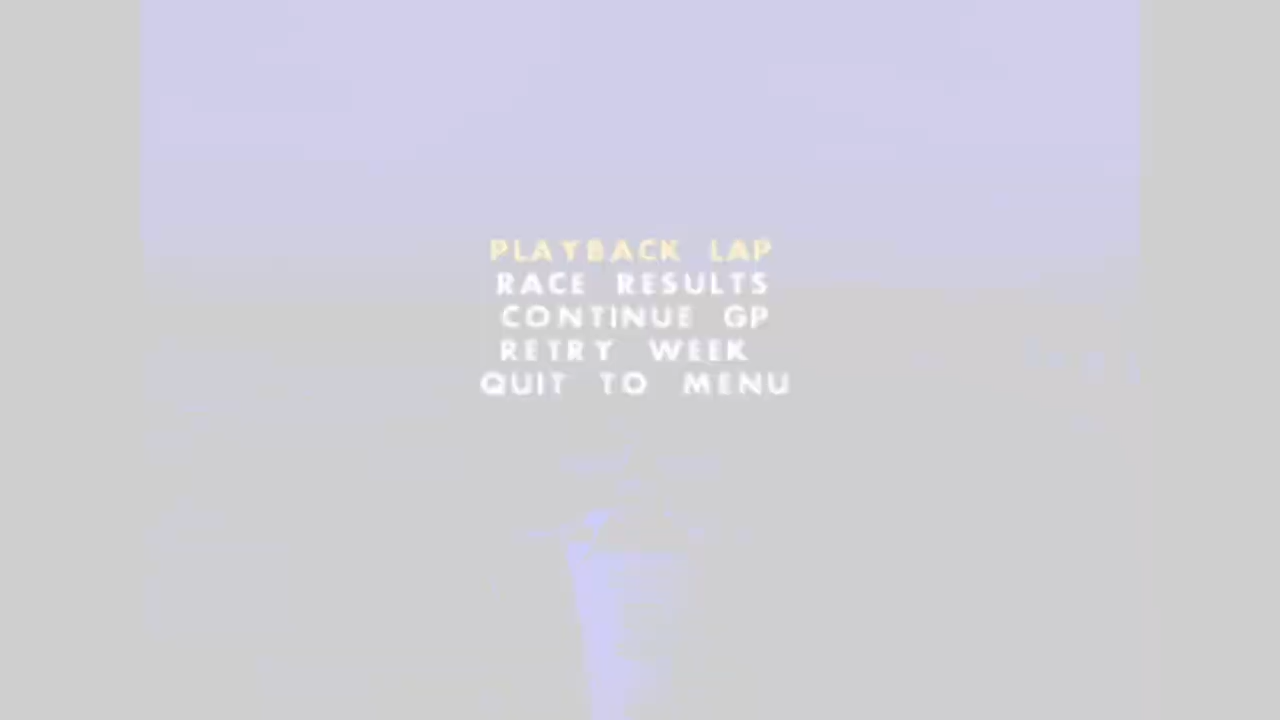 PLAYBACK LAP
RACE RESULTS
CONTINUE GP
RETRY WEEK
QUIT TO MENU